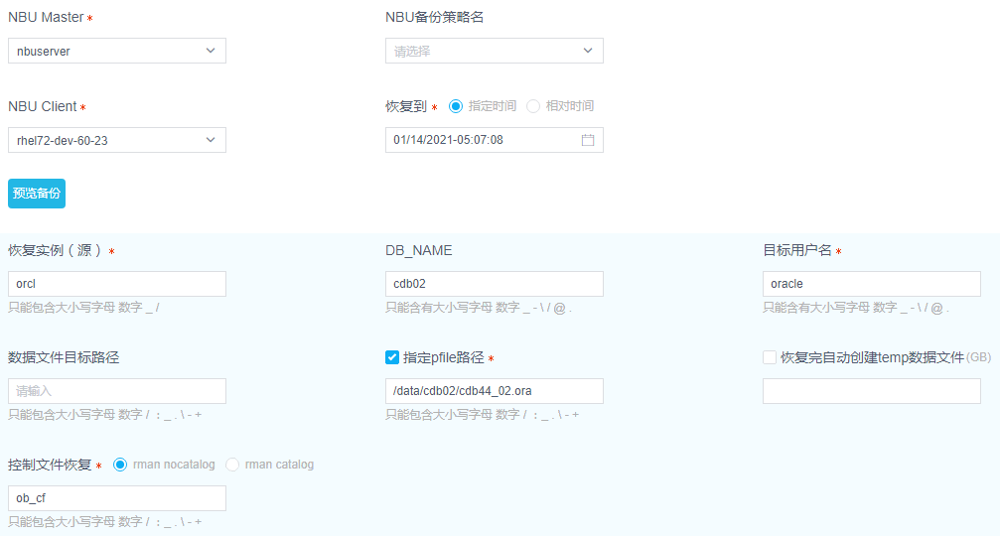 NBU Master *
NBU备份策略名
nbuserver
请选择
NBU Client *
恢复到 * 指定时间 相对时间
rhel72-dev-60-23
01/14/2021-05:07:08
预览备份
恢复实例（源） *
DB_NAME
目标用户名 *
orcl
cdb02
oracle
只能包含大小写字母 数字 _ /
只能含有大小写字母 数字 _ - \ / @ .
只能含有大小写字母 数字 _ - \ / @ .
数据文件目标路径
指定pfile路径 *
恢复完自动创建temp数据文件(GB)
请输入
/data/cdb02/cdb44_02.ora
只能包含大小写字母 数字 / : _ . \ - +
只能包含大小写字母 数字 / : _ . \ - +
控制文件恢复 * rman nocatalog rman catalog
ob_cf
只能包含大小写字母 数字 / : _ . \ - +